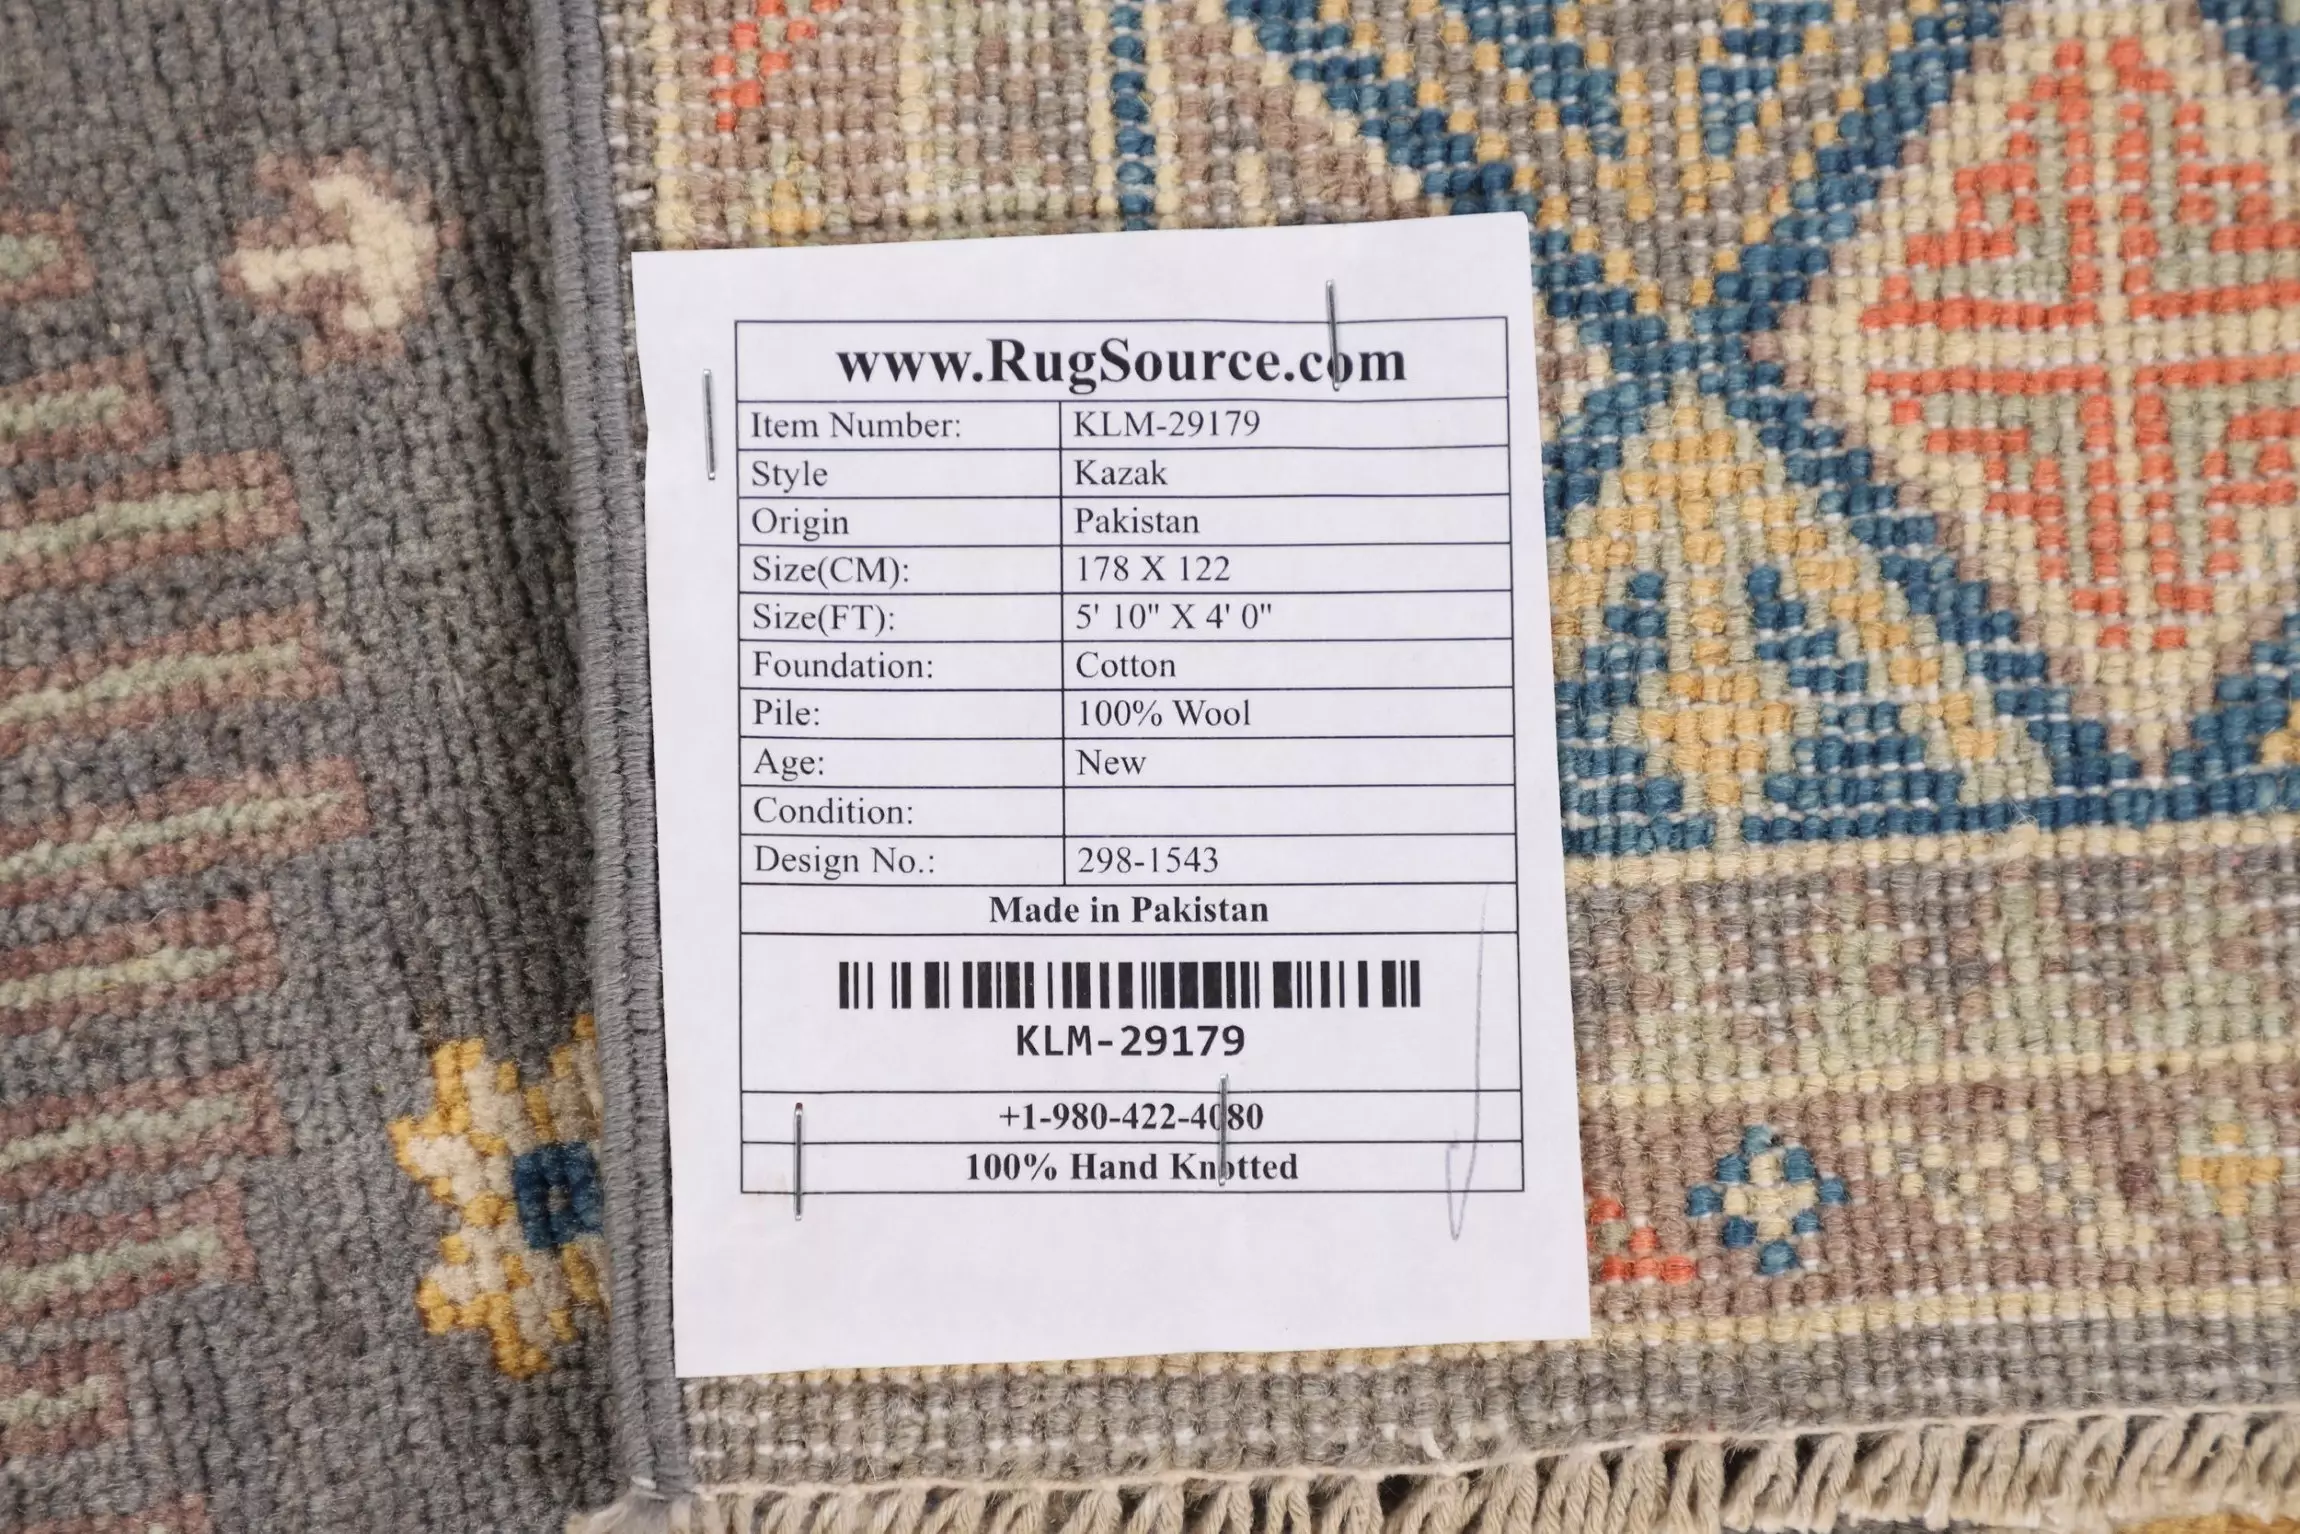 www.RugSource.com
Item Number: KLM-29179
Style Kazak
Origin Pakistan
Size(CM): 178 X 122
Size(FT): 5' 10" X 4' 0"
Foundation: Cotton
Pile: 100% Wool
Age: New
Condition:
Design No.: 298-1543
Made in Pakistan
KLM-29179
+1-980-422-4080
100% Hand Knotted